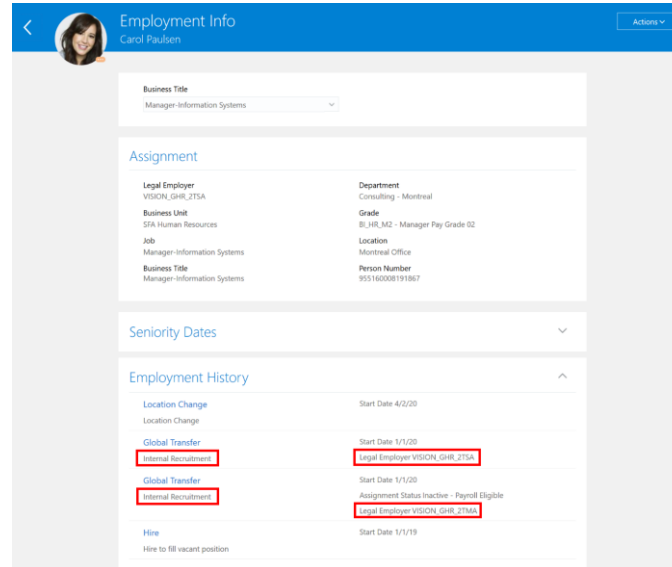 Employment Info
Carol Paulsen
Actions
Business Title
Manager-Information Systems
Assignment
Legal Employer
VISION_GHR_2TSA
Department
Consulting - Montreal
Business Unit
SFA Human Resources
Grade
BI_HR_M2 - Manager Pay Grade 02
Job
Manager-Information Systems
Location
Montreal Office
Business Title
Manager-Information Systems
Person Number
955160008191867
Seniority Dates
Employment History
Location Change
Start Date 4/2/20
Location Change
Global Transfer
Start Date 1/1/20
Internal Recruitment
Legal Employer VISION_GHR_2TSA
Global Transfer
Start Date 1/1/20
Internal Recruitment
Assignment Status Inactive - Payroll Eligible
Legal Employer VISION_GHR_2TMA
Hire
Start Date 1/1/19
Hire to fill vacant position